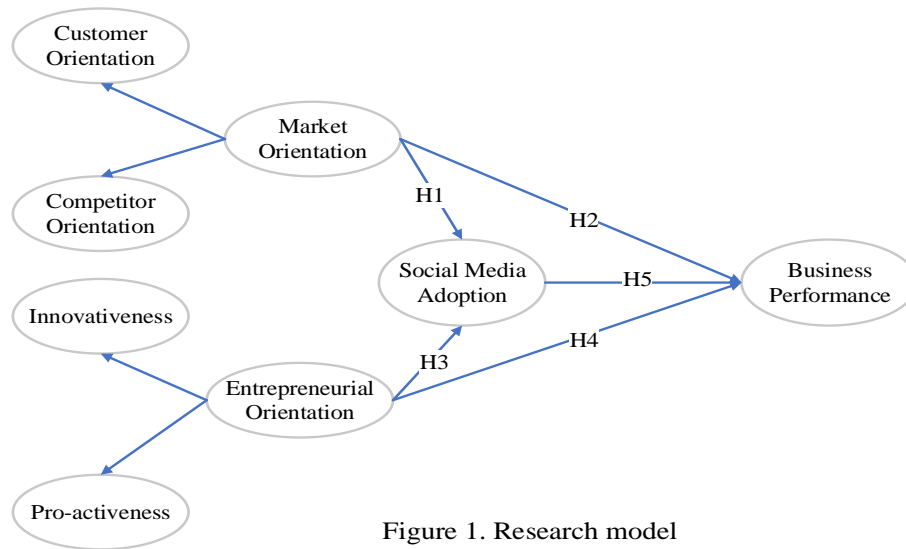 Customer
Orientation
Market
Orientation
Competitor
Orientation
H1
H2
Social Media
Adoption
H5
Business
Performance
Innovativeness
H3
H4
Entrepreneurial
Orientation
Pro-activeness
Figure 1. Research model